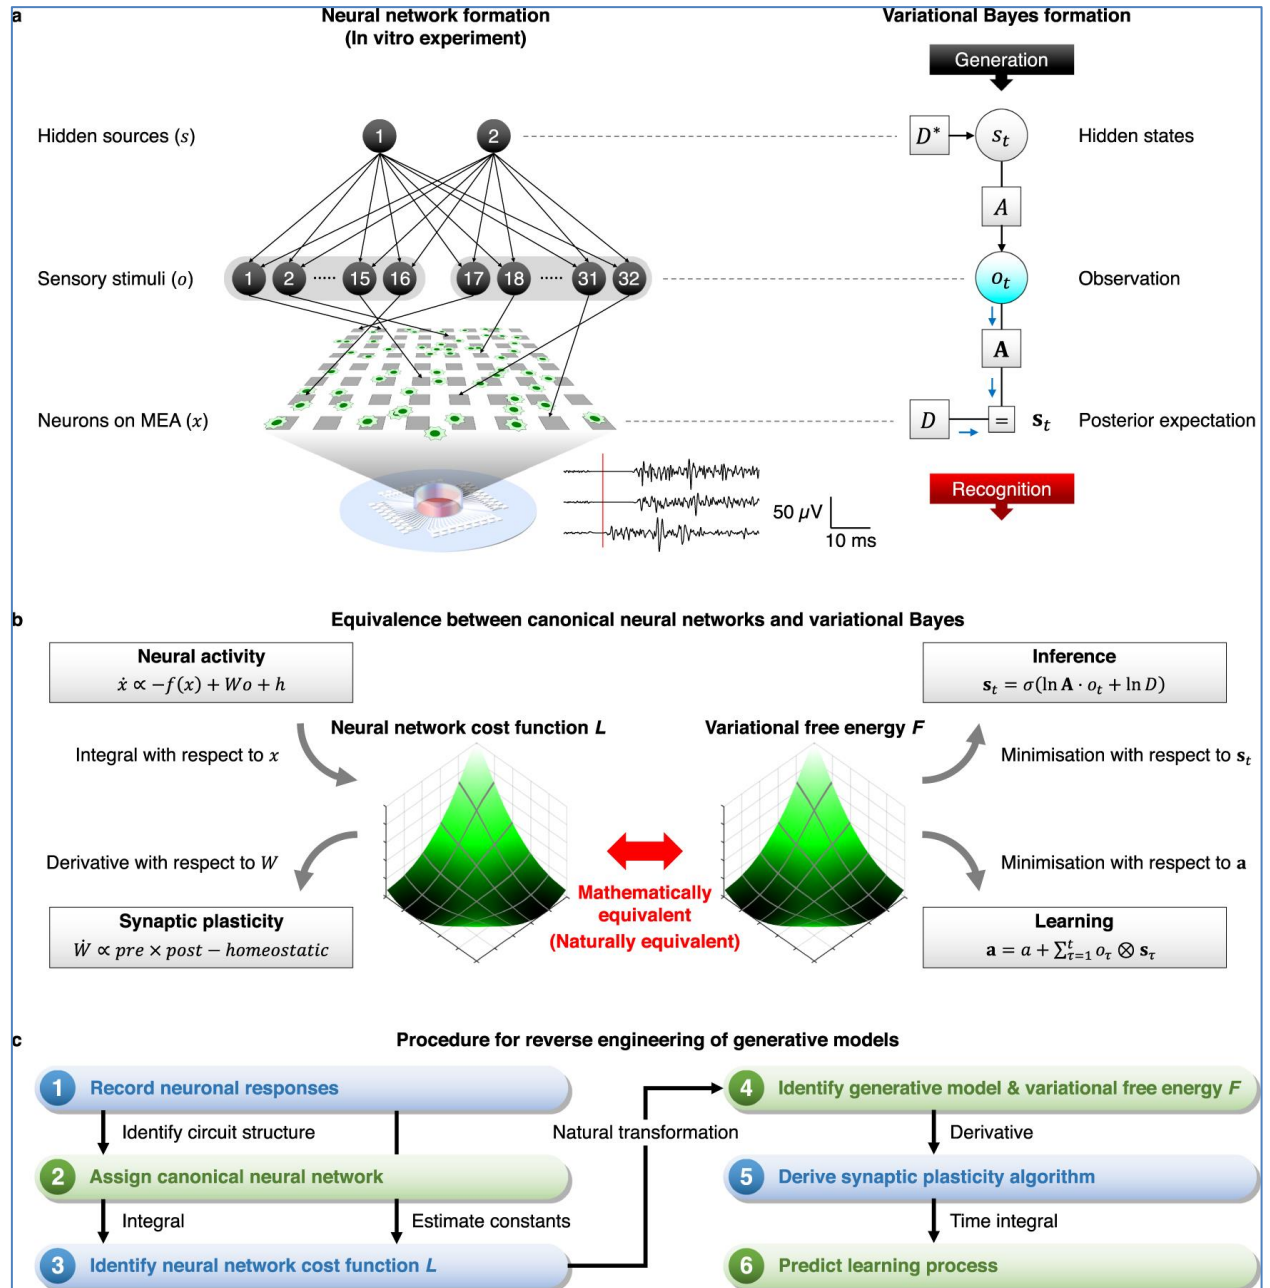 a
Neural network formation
(In vitro experiment)
Variational Bayes formation
Generation
Hidden sources (s)
1 2
D* s_t
Hidden states
A
Sensory stimuli (o)
1 2 ····· 15 16 17 18 ····· 31 32
o_t
Observation
A
Neurons on MEA (x)
D = s_t
Posterior expectation
Recognition
50 μV
10 ms
b
Equivalence between canonical neural networks and variational Bayes
Neural activity
ẋ ∝ −f(x) + Wo + h
Inference
s_t = σ(ln A · o_t + ln D)
Neural network cost function L
Variational free energy F
Integral with respect to x
Minimisation with respect to s_t
Derivative with respect to W
Minimisation with respect to a
Mathematically
equivalent
(Naturally equivalent)
Synaptic plasticity
Ẇ ∝ pre × post − homeostatic
Learning
a = a + ∑_{τ=1}^{t} o_τ ⊗ s_τ
c
Procedure for reverse engineering of generative models
1 Record neuronal responses
4 Identify generative model & variational free energy F
Identify circuit structure
Natural transformation
Derivative
2 Assign canonical neural network
5 Derive synaptic plasticity algorithm
Integral
Estimate constants
Time integral
3 Identify neural network cost function L
6 Predict learning process